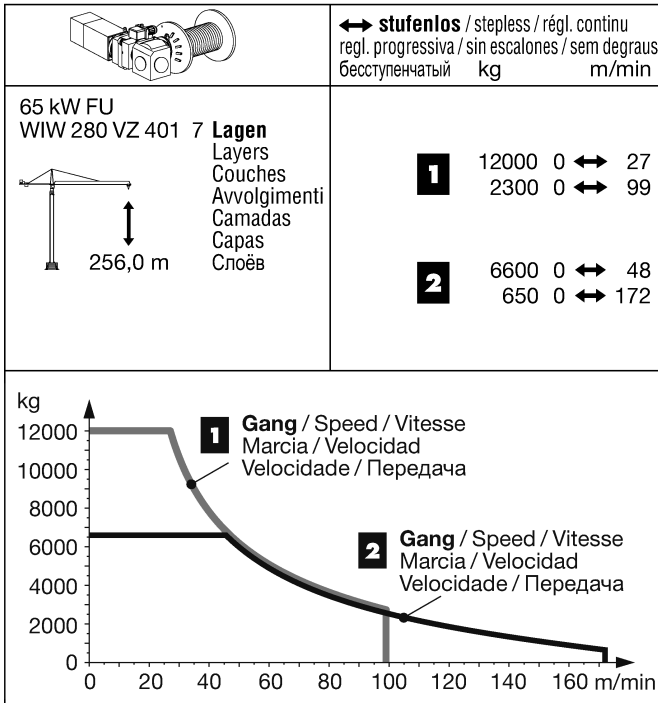 ↔ stufenlos / stepless / régl. continu
regl. progressiva / sin escalones / sem degraus
бесступенчатый kg m/min
65 kW FU
WIW 280 VZ 401 7 Lagen
Layers
Couches
Avvolgimenti
Camadas
Capas
Слоёв
256,0 m
1 12000 0 ↔ 27
2300 0 ↔ 99
2 6600 0 ↔ 48
650 0 ↔ 172
kg
12000
10000
8000
6000
4000
2000
0
1 Gang / Speed / Vitesse
Marcia / Velocidad
Velocidade / Передача
2 Gang / Speed / Vitesse
Marcia / Velocidad
Velocidade / Передача
0 20 40 60 80 100 120 140 160 m/min